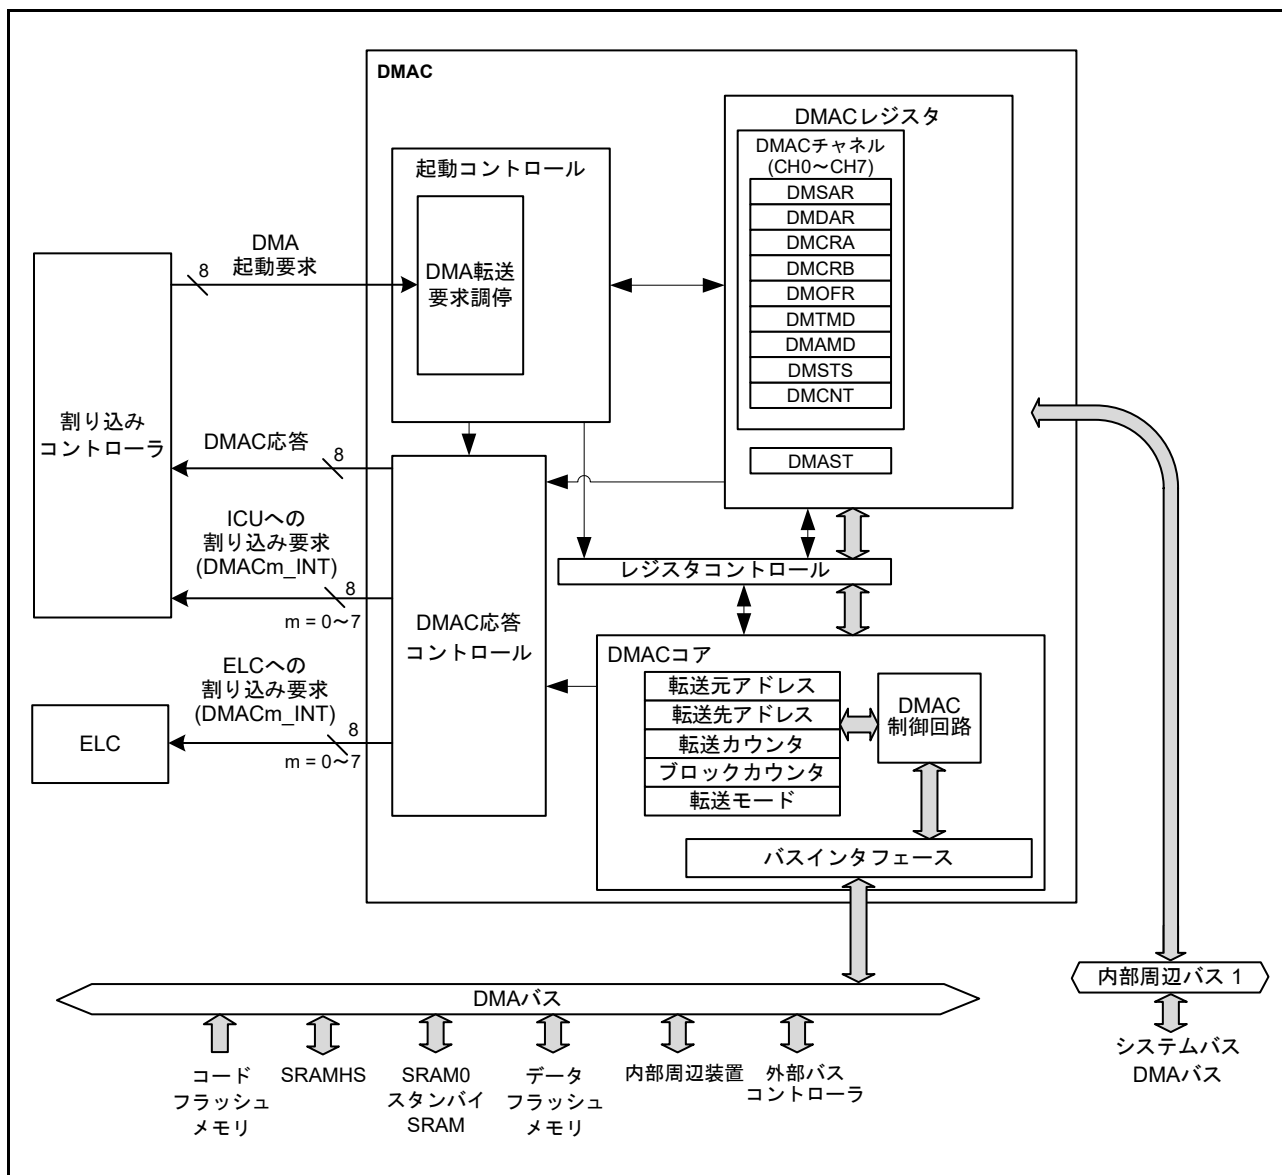 DMAC
DMACレジスタ
DMACチャネル
(CH0～CH7)
DMSAR
DMDAR
DMCRA
DMCRB
DMOFR
DMTMD
DMAMD
DMSTS
DMCNT
DMAST
起動コントロール
DMA転送
要求調停
DMA
起動要求
8
割り込み
コントローラ
DMAC応答
8
ICUへの
割り込み要求
(DMACm_INT)
8
m = 0～7
ELCへの
割り込み要求
(DMACm_INT)
8
m = 0～7
ELC
DMAC応答
コントロール
レジスタコントロール
DMACコア
転送元アドレス
転送先アドレス
転送カウンタ
ブロックカウンタ
転送モード
DMAC
制御回路
バスインタフェース
DMAバス
内部周辺バス 1
システムバス
DMAバス
コード
フラッシュ
メモリ
SRAMHS
SRAM0
スタンバイ
SRAM
データ
フラッシュ
メモリ
内部周辺装置
外部バス
コントローラ